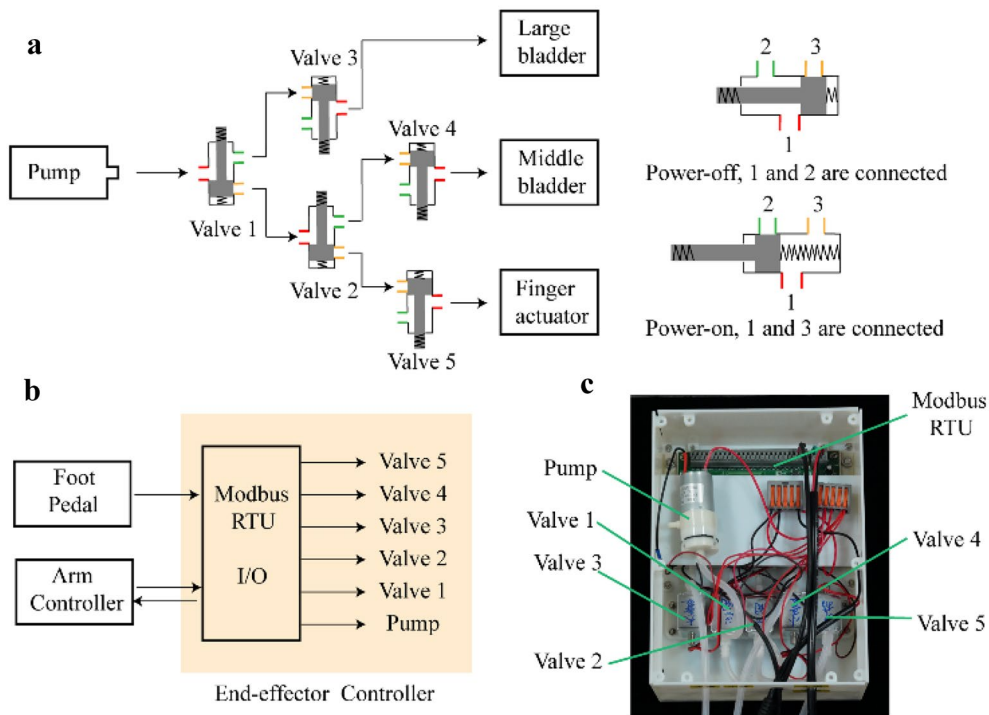 a
Valve 3
Large
bladder
2
3
1
Power-off, 1 and 2 are connected
Pump
Valve 1
Valve 4
Middle
bladder
2
3
1
Power-on, 1 and 3 are connected
Valve 2
Finger
actuator
Valve 5
b
Foot
Pedal
Arm
Controller
Modbus
RTU
I/O
Valve 5
Valve 4
Valve 3
Valve 2
Valve 1
Pump
End-effector Controller
c
Modbus
RTU
Pump
Valve 1
Valve 3
Valve 2
Valve 4
Valve 5